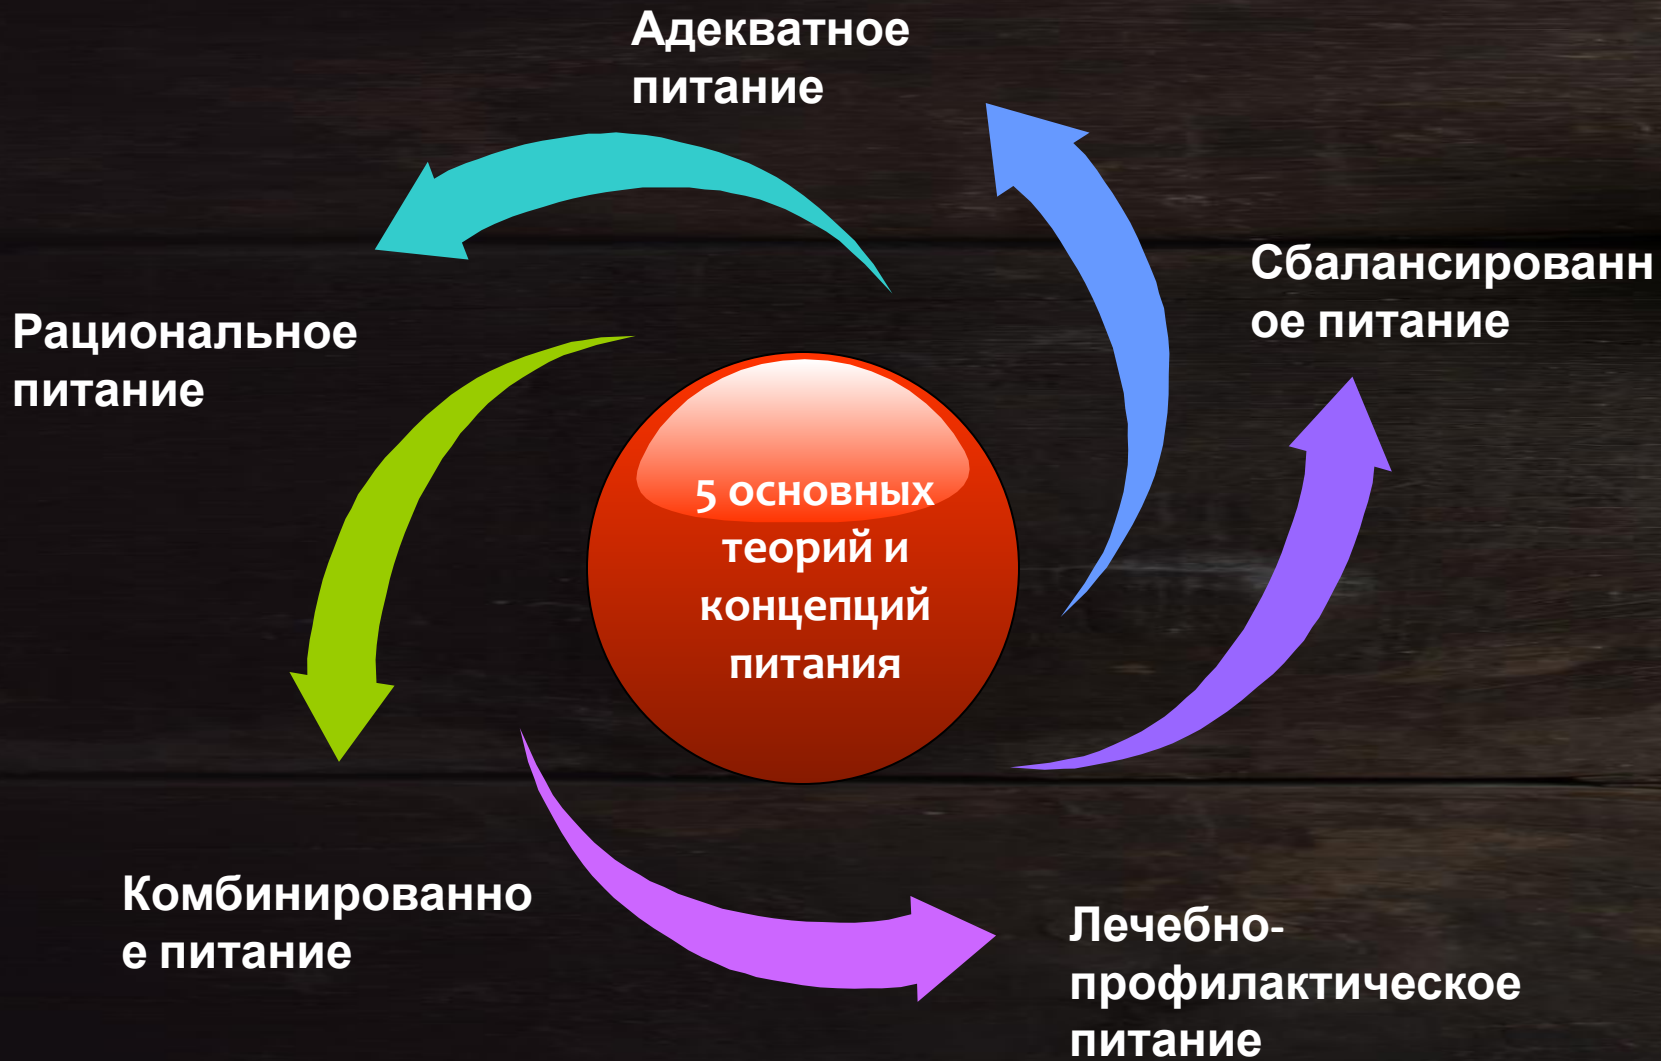 Адекватное
питание
Сбалансированн
ое питание
Рациональное
питание
5 основных
теорий и
концепций
питания
Комбинированно
е питание
Лечебно-
профилактическое
питание